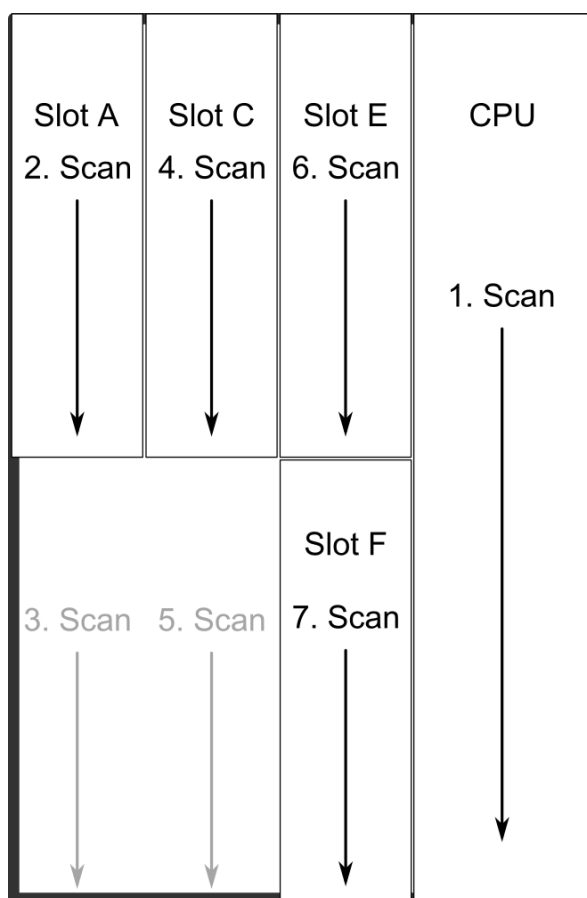 Slot A
2. Scan
Slot C
4. Scan
Slot E
6. Scan
CPU
1. Scan
3. Scan
5. Scan
Slot F
7. Scan